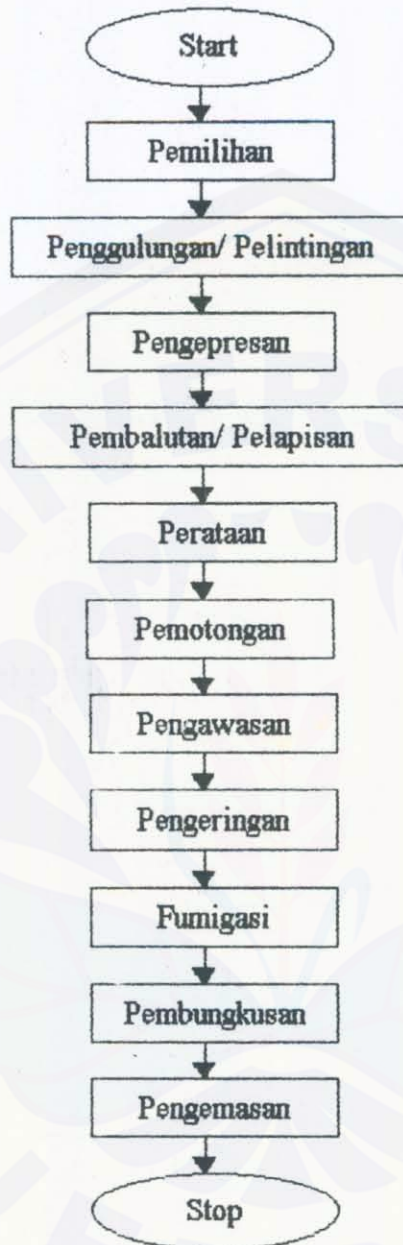 Start
Pemilihan
Penggulungan/ Pelintingan
Pengepresan
Pembalutan/ Pelapisan
Perataan
Pemotongan
Pengawasan
Pengeringan
Fumigasi
Pembungkusan
Pengemasan
Stop